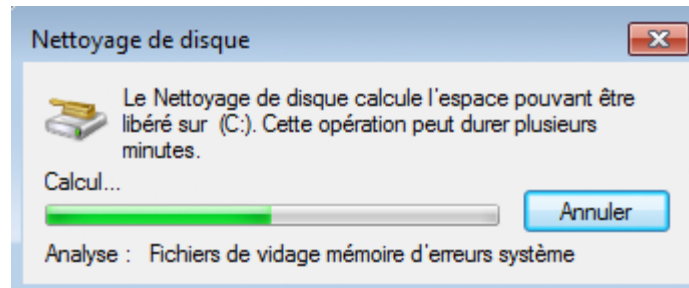 Nettoyage de disque
Le Nettoyage de disque calcule l'espace pouvant être
libéré sur  (C:). Cette opération peut durer plusieurs
minutes.
Calcul...
Annuler
Analyse :   Fichiers de vidage mémoire d'erreurs système